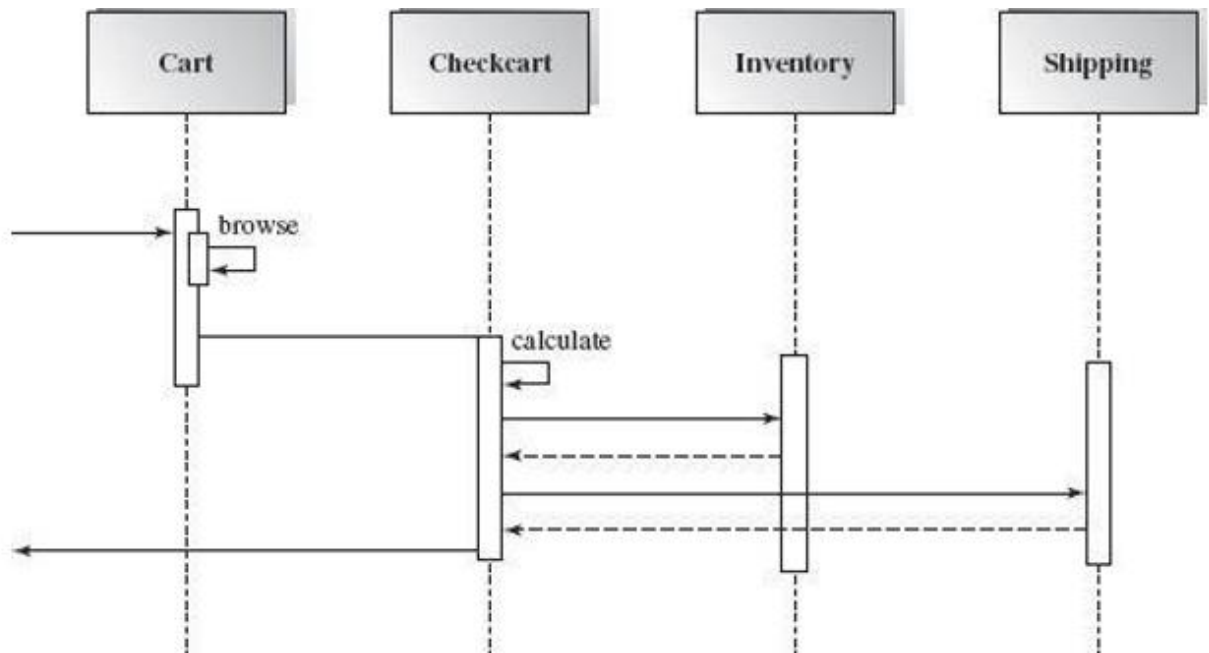 Cart
Checkcart
Inventory
Shipping
browse
calculate